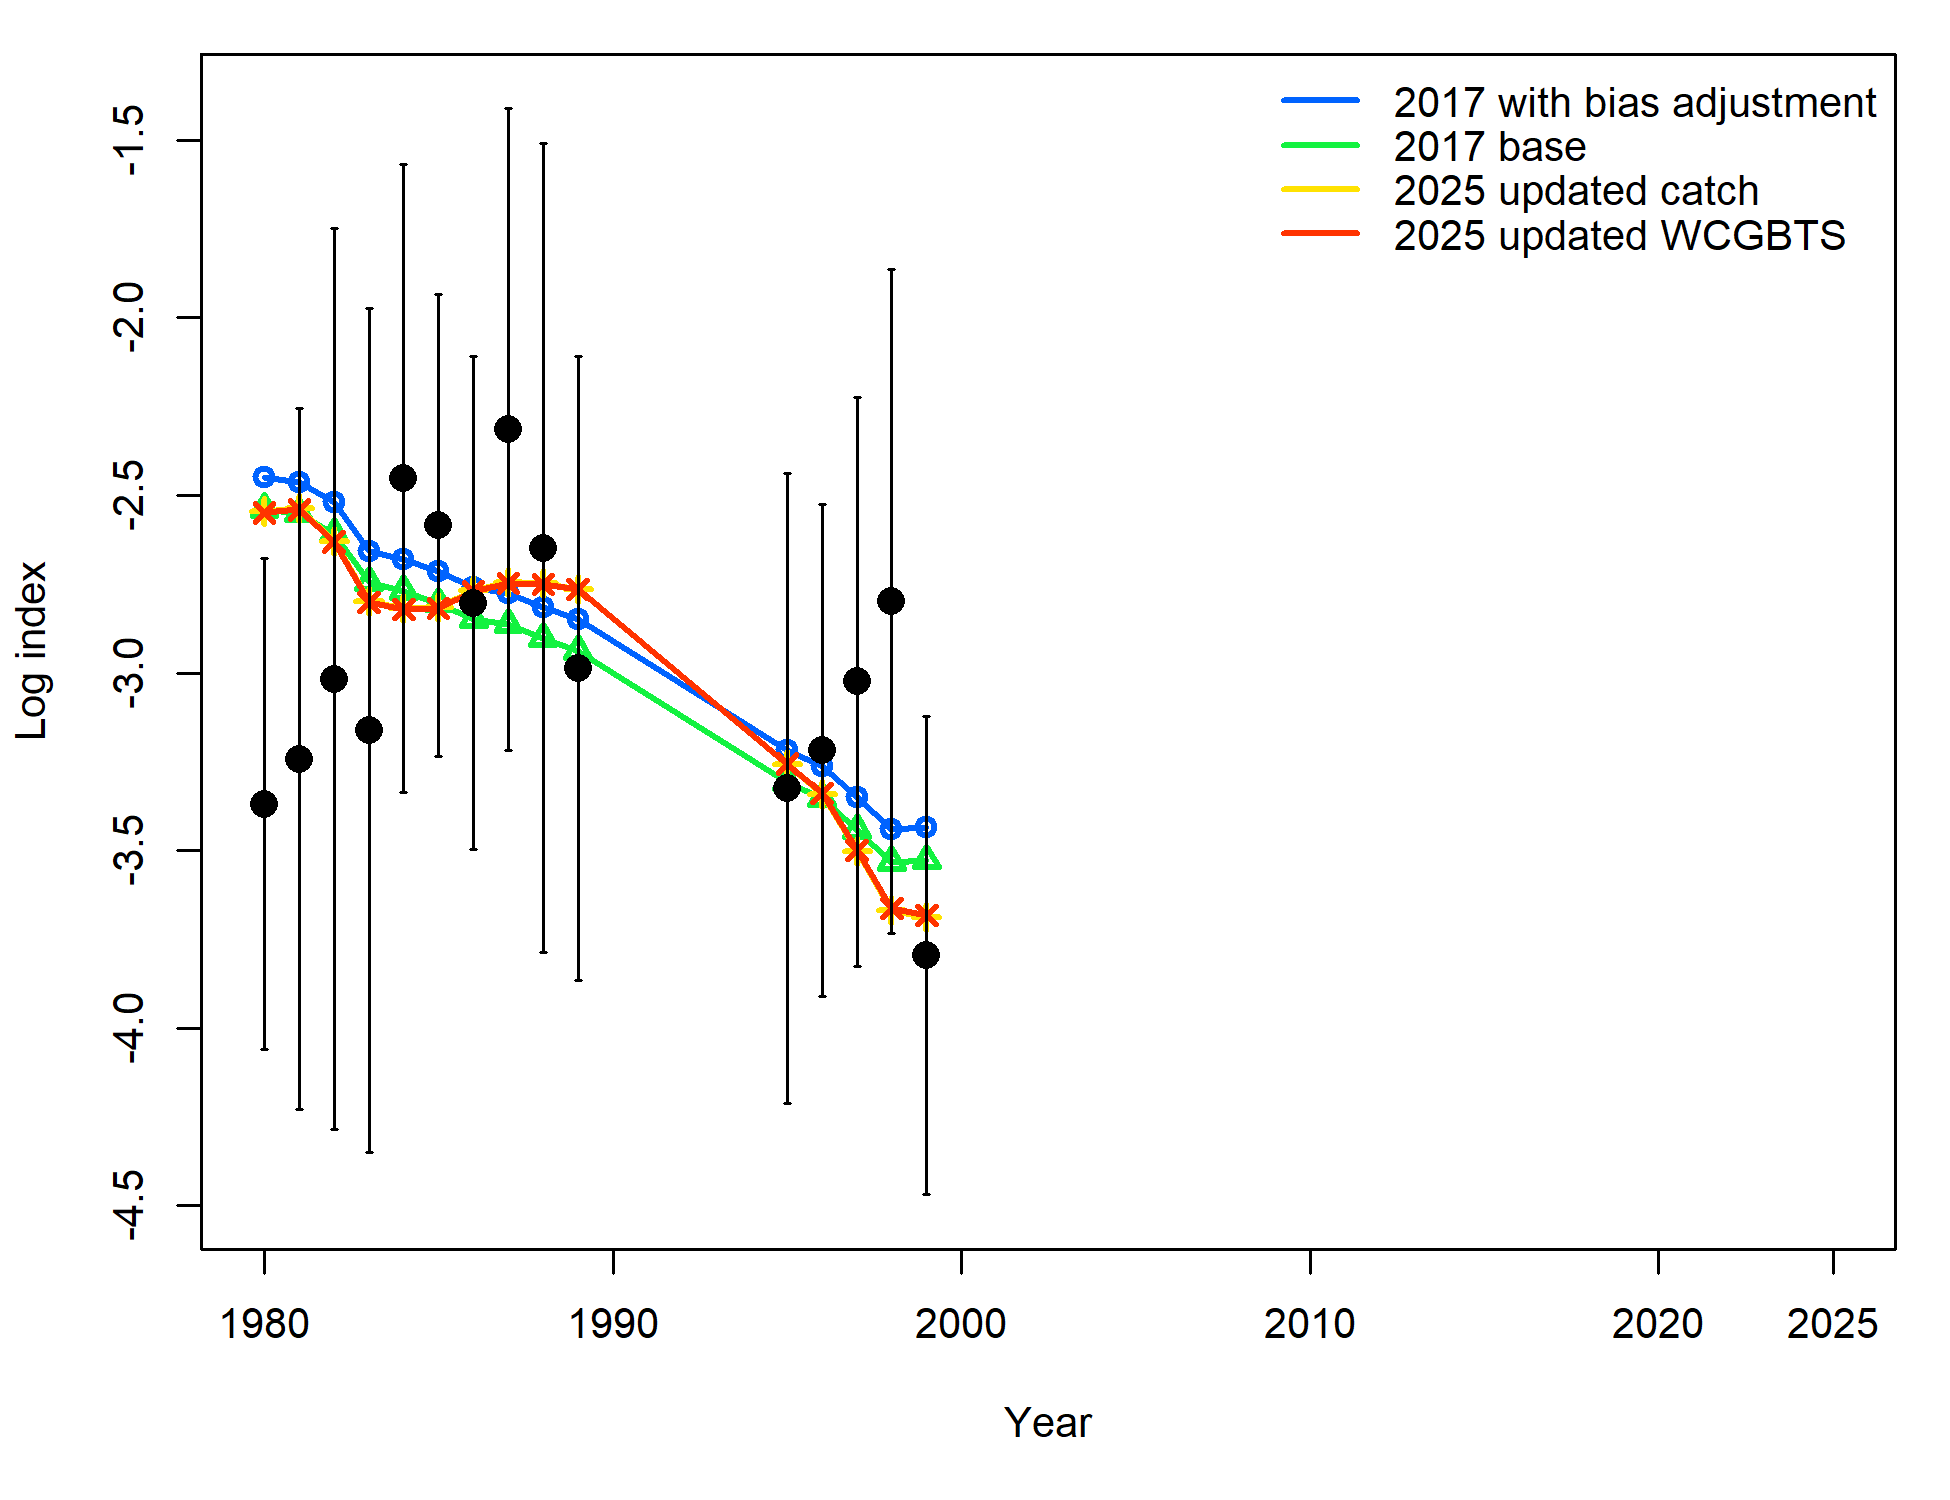 2017 with bias adjustment
2017 base
2025 updated catch
2025 updated WCGBTS
Log index
-1.5
-2.0
-2.5
-3.0
-3.5
-4.0
-4.5
1980 1990 2000 2010 2020 2025
Year